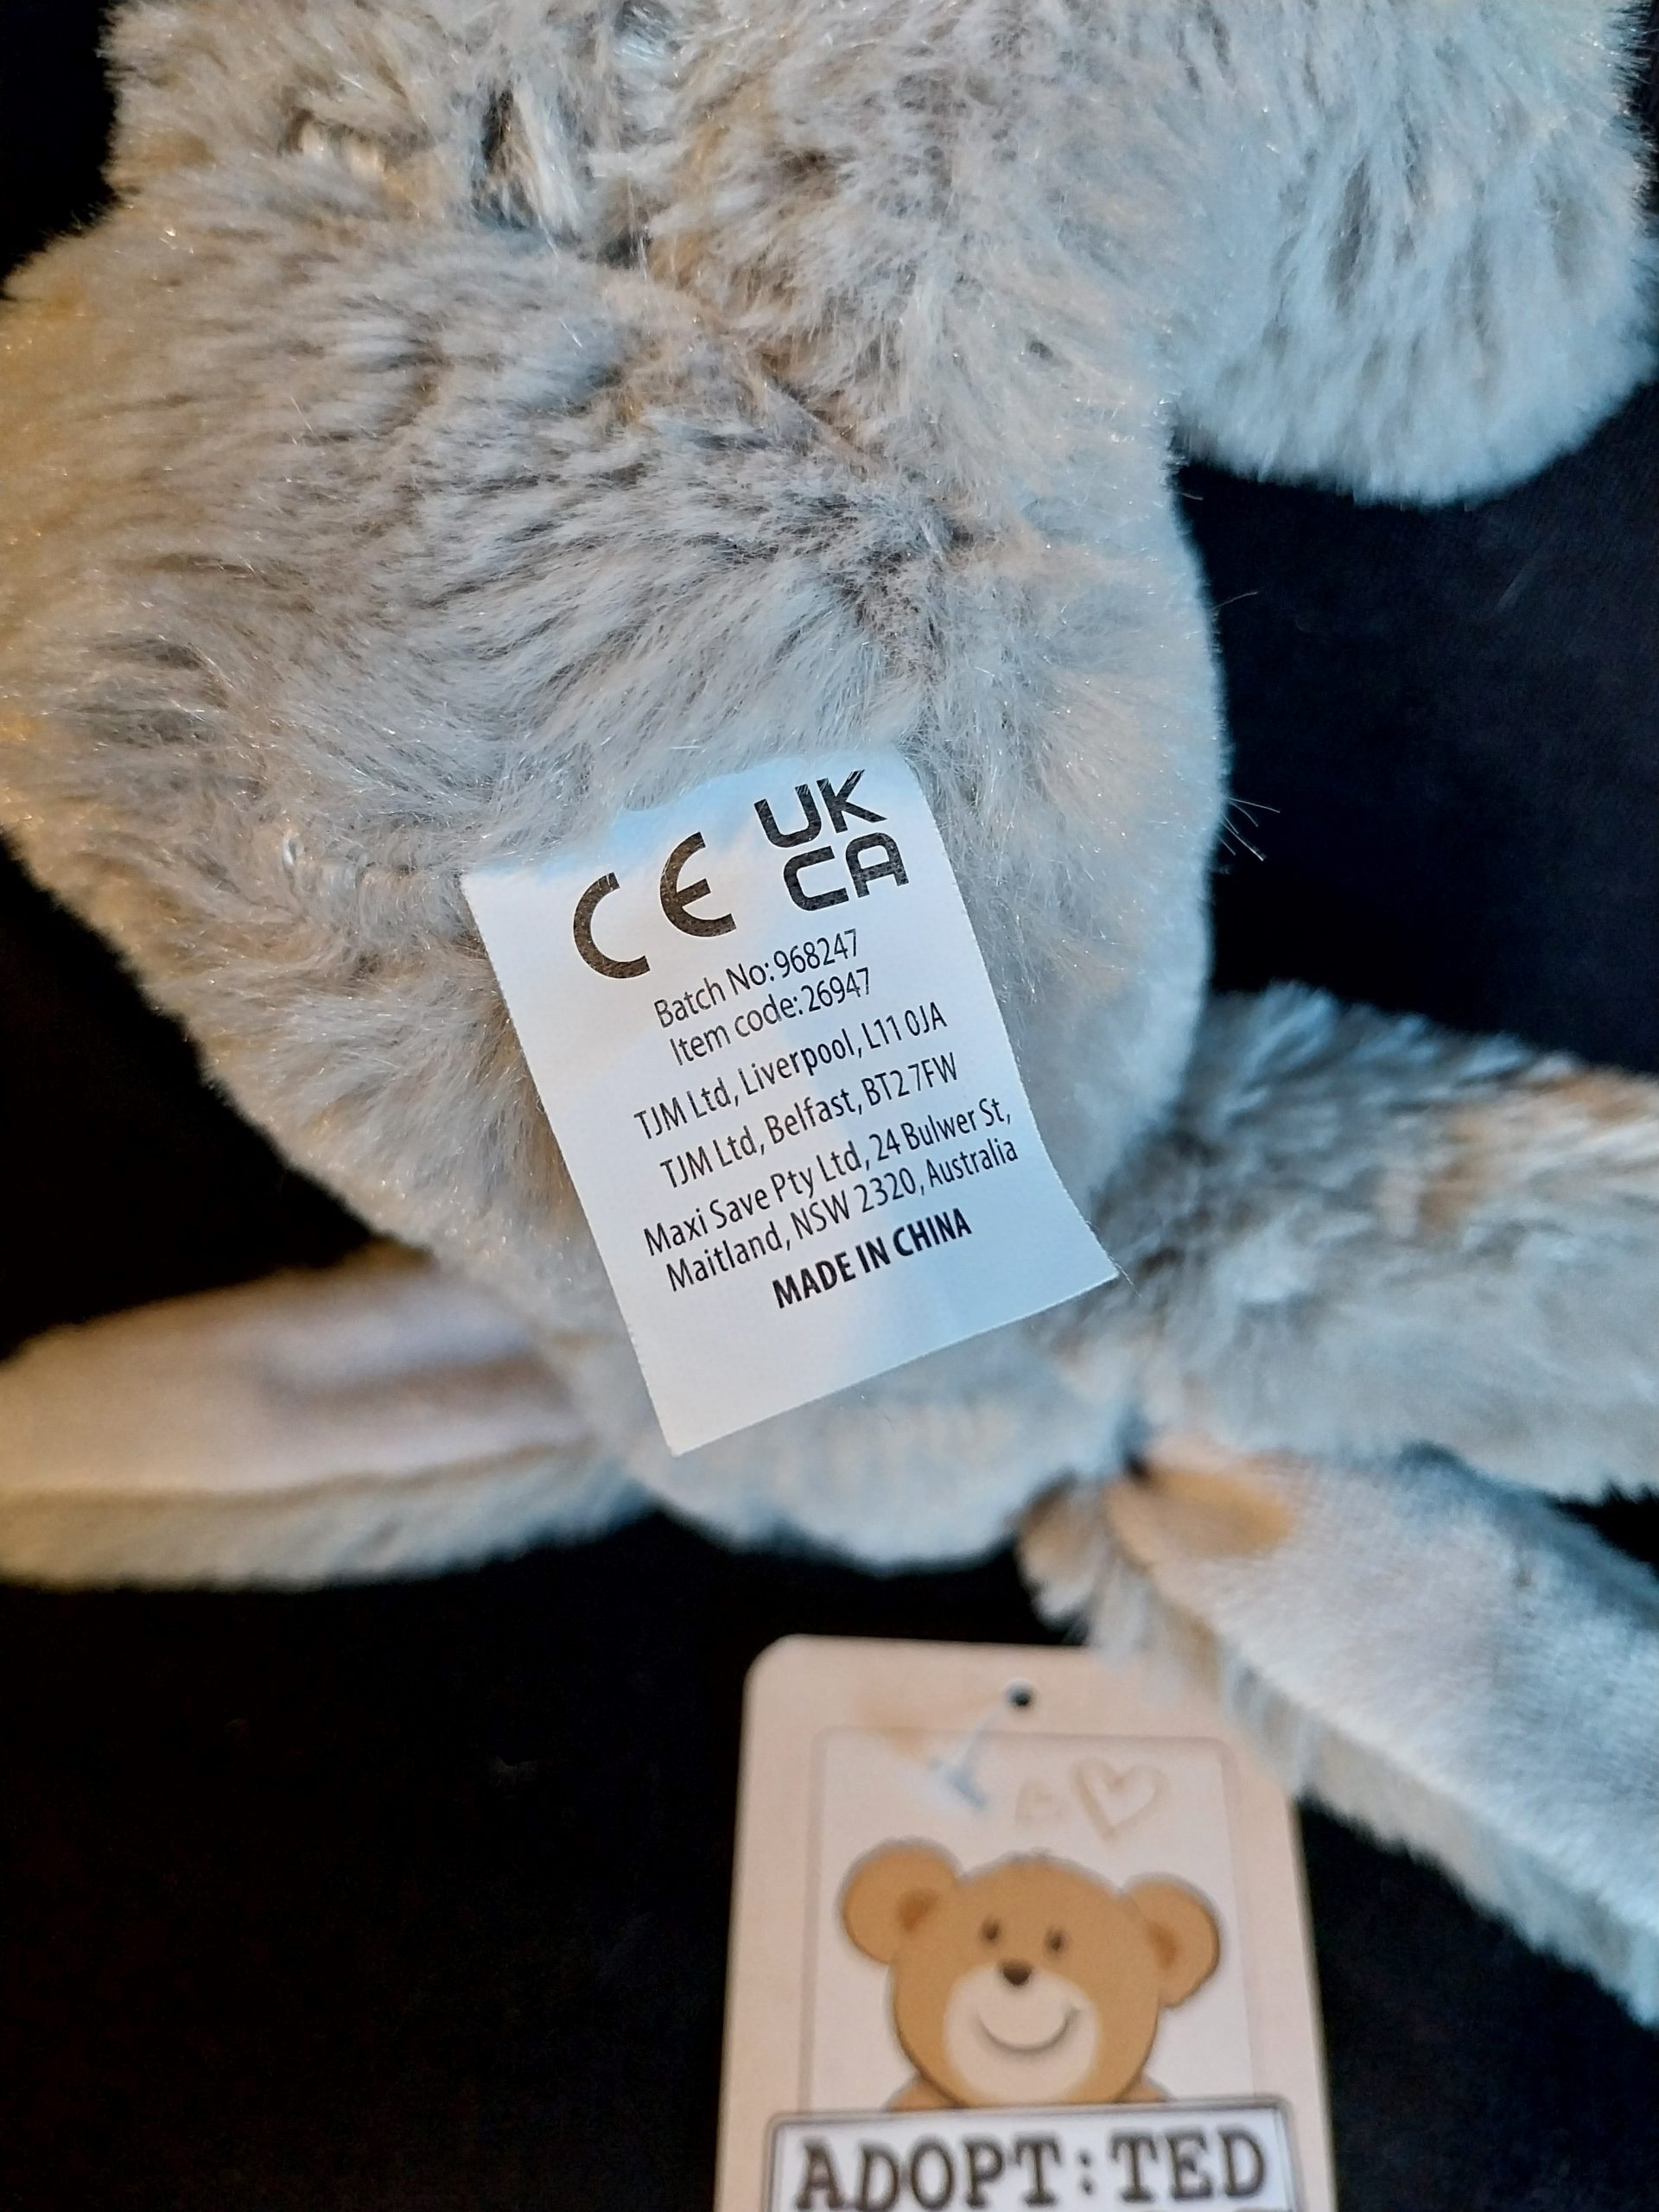 CE UK
CA
Batch No: 968247
Item code: 26947
TJM Ltd, Liverpool, L11 0JA
TJM Ltd, Belfast, BT2 7FW
Maxi Save Pty Ltd, 24 Bulwer St,
Maitland, NSW 2320, Australia
MADE IN CHINA
ADOPT:TED